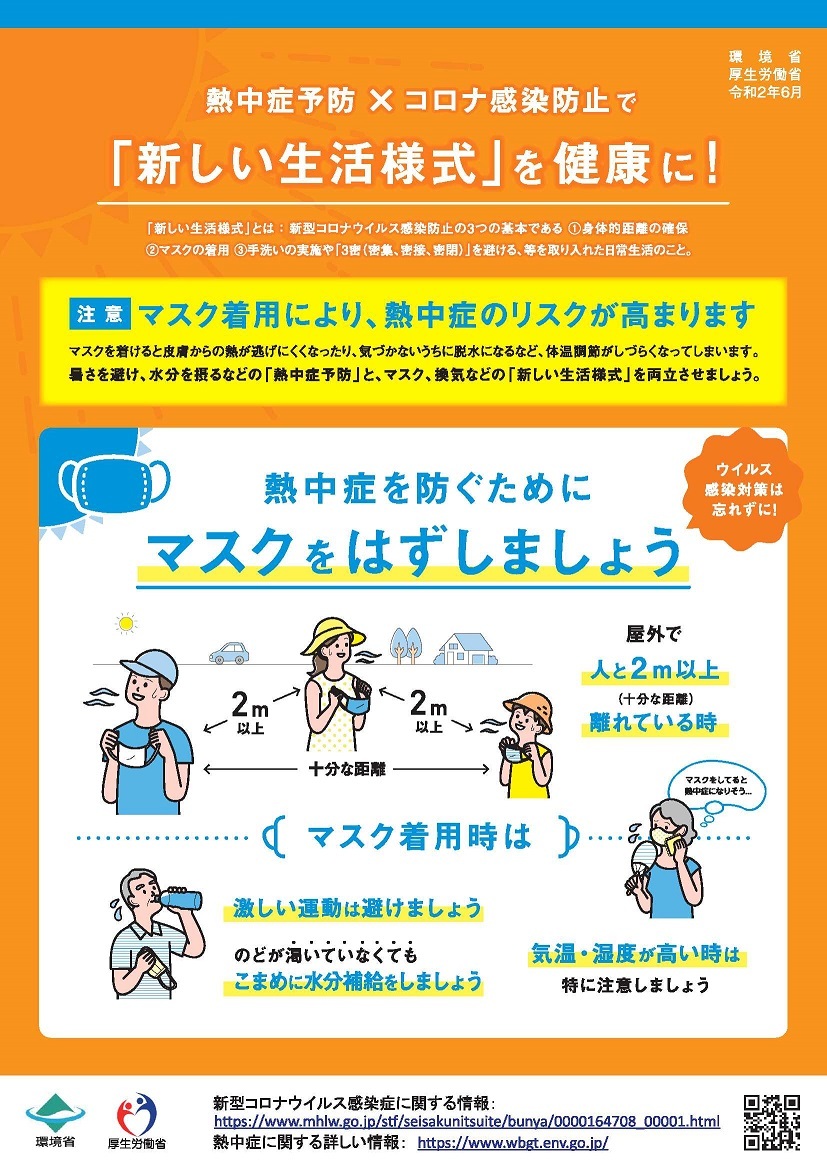 環境省
厚生労働省
令和2年6月
熱中症予防×コロナ感染防止で
「新しい生活様式」を健康に！
「新しい生活様式」とは：新型コロナウイルス感染防止の3つの基本である ①身体的距離の確保
②マスクの着用 ③手洗いの実施や「3密（密集、密接、密閉）」を避ける、等を取り入れた日常生活のこと。
注意 マスク着用により、熱中症のリスクが高まります
マスクを着けると皮膚からの熱が逃げにくくなったり、気づかないうちに脱水になるなど、体温調節がしづらくなってしまいます。
暑さを避け、水分を摂るなどの「熱中症予防」と、マスク、換気などの「新しい生活様式」を両立させましょう。
ウイルス
感染対策は
忘れずに！
熱中症を防ぐために
マスクをはずしましょう
屋外で
人と2m以上
（十分な距離）
離れている時
2m
以上
2m
以上
十分な距離
マスクをしてると
熱中症になりそう…
マスク着用時は
激しい運動は避けましょう
のどが渇いていなくても
こまめに水分補給をしましょう
気温・湿度が高い時は
特に注意しましょう
環境省
厚生労働省
新型コロナウイルス感染症に関する情報：
https://www.mhlw.go.jp/stf/seisakunitsuite/bunya/0000164708_00001.html
熱中症に関する詳しい情報： https://www.wbgt.env.go.jp/